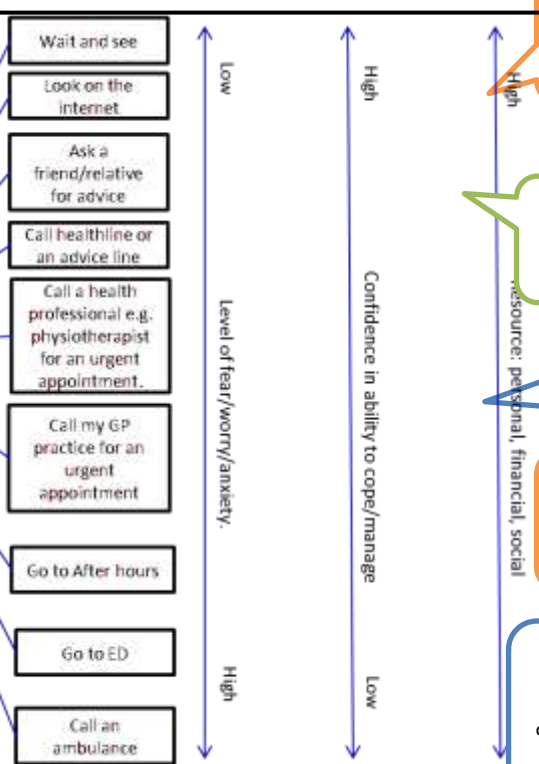 Wait and see
Look on the
internet
Ask a
friend/relative
for advice
Call healthline or
an advice line
Call a health
professional e.g.
physiotherapist
for an urgent
appointment.
Call my GP
practice for an
urgent
appointment
Go to After hours
Go to ED
Call an
ambulance
Low
Level of fear/worry/anxiety.
High
High
Confidence in ability to cope/manage
Low
High
Resource: personal, financial, social